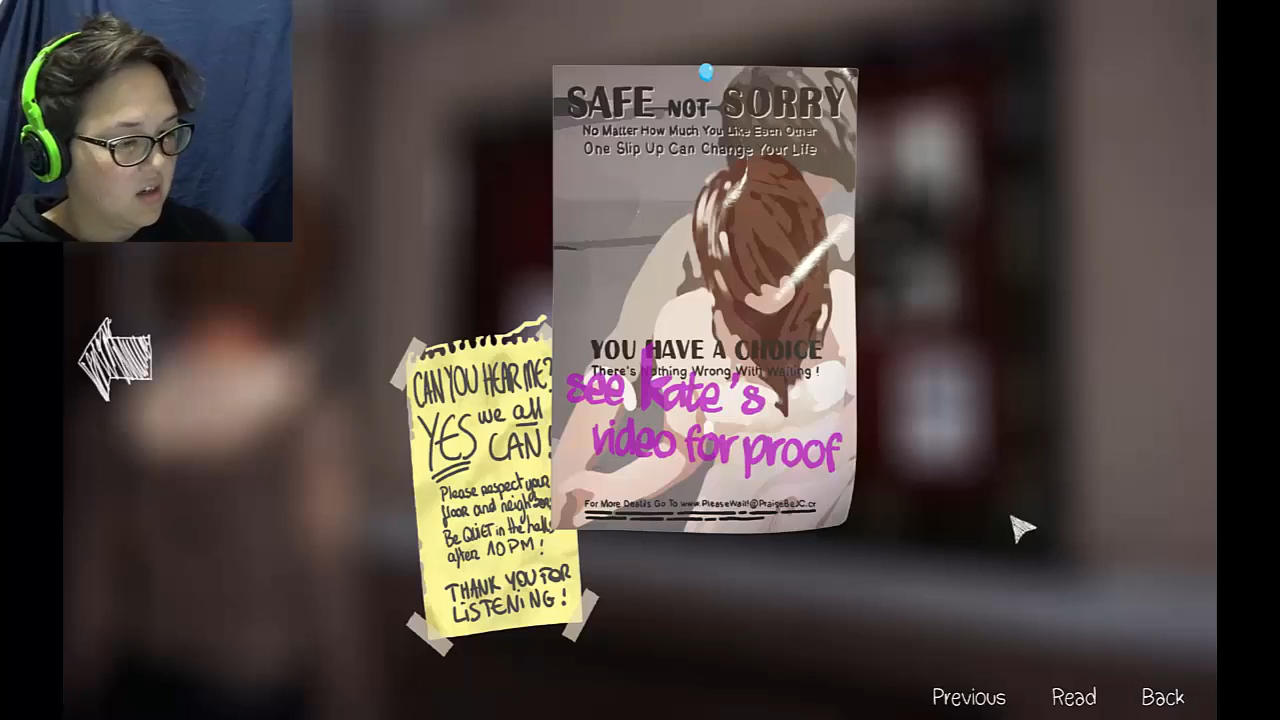 SAFE NOT SORRY
No Matter How Much You Like Each Other
One Slip Up Can Change Your Life
YOU HAVE A CHOICE
There's Nothing Wrong With Waiting !
see kate's
video for proof
For More Deatils Go To www.PleaseWait!@PraiseBeJC.cr
CAN YOU HEAR ME?
YES we all
CAN!
Please respect your
floor and neighbors
Be QUIET in the halls
after 10PM!
THANK YOU FOR
LISTENING!
Previous
Read
Back